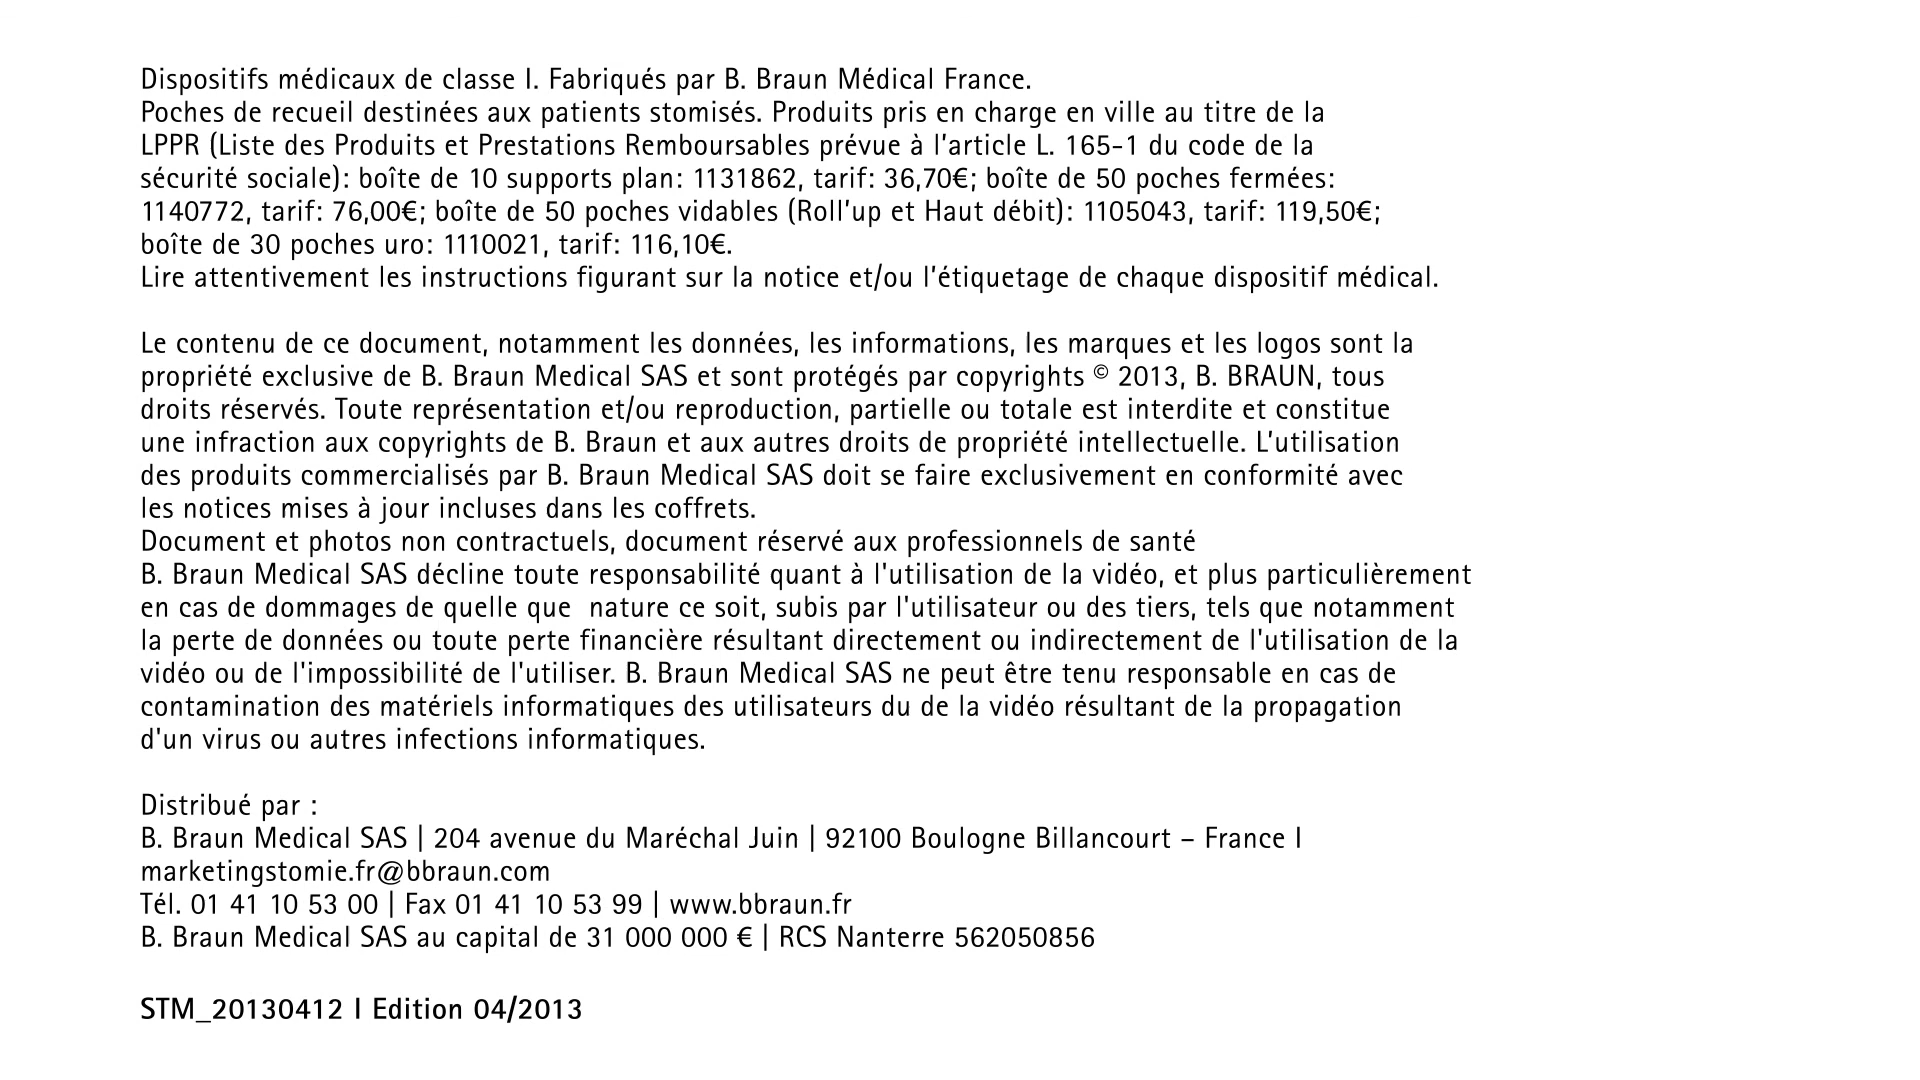 Dispositifs médicaux de classe I. Fabriqués par B. Braun Médical France.
Poches de recueil destinées aux patients stomisés. Produits pris en charge en ville au titre de la
LPPR (Liste des Produits et Prestations Remboursables prévue à l’article L. 165-1 du code de la
sécurité sociale): boîte de 10 supports plan: 1131862, tarif: 36,70€; boîte de 50 poches fermées:
1140772, tarif: 76,00€; boîte de 50 poches vidables (Roll’up et Haut débit): 1105043, tarif: 119,50€;
boîte de 30 poches uro: 1110021, tarif: 116,10€.
Lire attentivement les instructions figurant sur la notice et/ou l’étiquetage de chaque dispositif médical.

Le contenu de ce document, notamment les données, les informations, les marques et les logos sont la
propriété exclusive de B. Braun Medical SAS et sont protégés par copyrights © 2013, B. BRAUN, tous
droits réservés. Toute représentation et/ou reproduction, partielle ou totale est interdite et constitue
une infraction aux copyrights de B. Braun et aux autres droits de propriété intellectuelle. L’utilisation
des produits commercialisés par B. Braun Medical SAS doit se faire exclusivement en conformité avec
les notices mises à jour incluses dans les coffrets.
Document et photos non contractuels, document réservé aux professionnels de santé
B. Braun Medical SAS décline toute responsabilité quant à l'utilisation de la vidéo, et plus particulièrement
en cas de dommages de quelle que  nature ce soit, subis par l'utilisateur ou des tiers, tels que notamment
la perte de données ou toute perte financière résultant directement ou indirectement de l'utilisation de la
vidéo ou de l'impossibilité de l'utiliser. B. Braun Medical SAS ne peut être tenu responsable en cas de
contamination des matériels informatiques des utilisateurs du de la vidéo résultant de la propagation
d'un virus ou autres infections informatiques.

Distribué par :
B. Braun Medical SAS | 204 avenue du Maréchal Juin | 92100 Boulogne Billancourt – France I
marketingstomie.fr@bbraun.com
Tél. 01 41 10 53 00 | Fax 01 41 10 53 99 | www.bbraun.fr
B. Braun Medical SAS au capital de 31 000 000 € | RCS Nanterre 562050856

STM_20130412 I Edition 04/2013